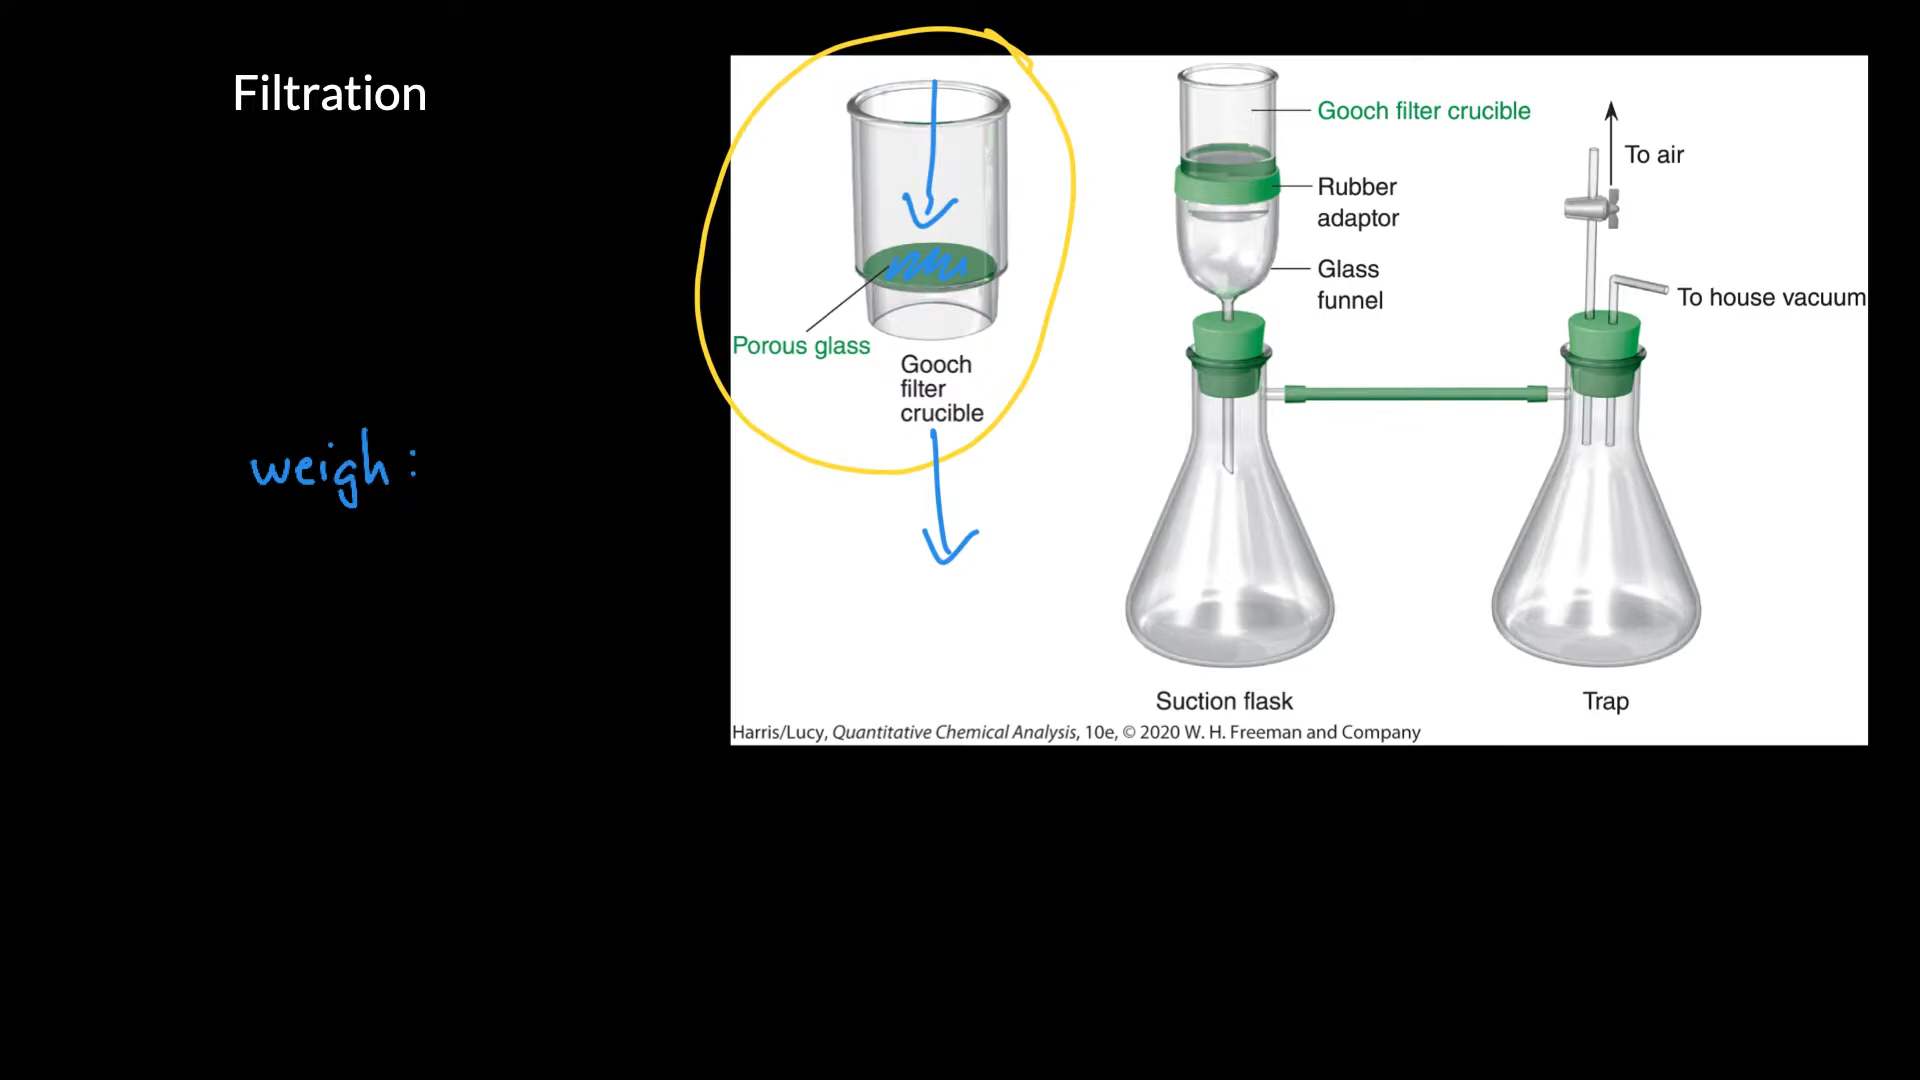 Filtration
Gooch filter crucible
To air
Rubber
adaptor
Glass
funnel
To house vacuum
Porous glass
Gooch
filter
crucible
weigh:
Suction flask
Trap
Harris/Lucy, Quantitative Chemical Analysis, 10e, © 2020 W. H. Freeman and Company